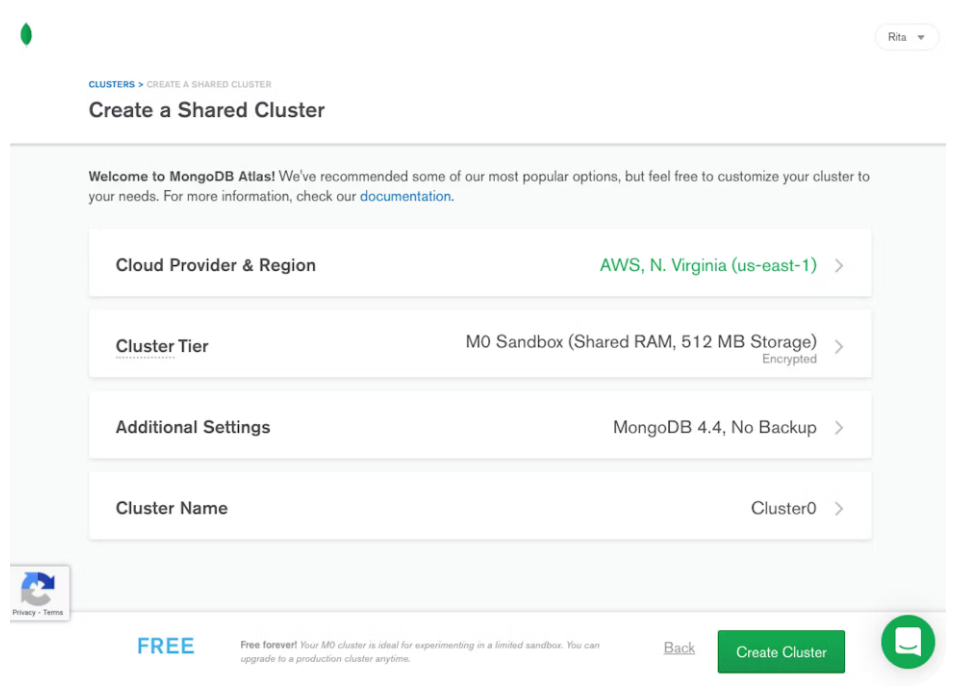 Rita
CLUSTERS > CREATE A SHARED CLUSTER
Create a Shared Cluster
Welcome to MongoDB Atlas! We've recommended some of our most popular options, but feel free to customize your cluster to
your needs. For more information, check our documentation.
Cloud Provider & Region
AWS, N. Virginia (us-east-1)
Cluster Tier
M0 Sandbox (Shared RAM, 512 MB Storage)
Encrypted
Additional Settings
MongoDB 4.4, No Backup
Cluster Name
Cluster0
Privacy - Terms
FREE
Free forever! Your M0 cluster is ideal for experimenting in a limited sandbox. You can
upgrade to a production cluster anytime.
Back
Create Cluster